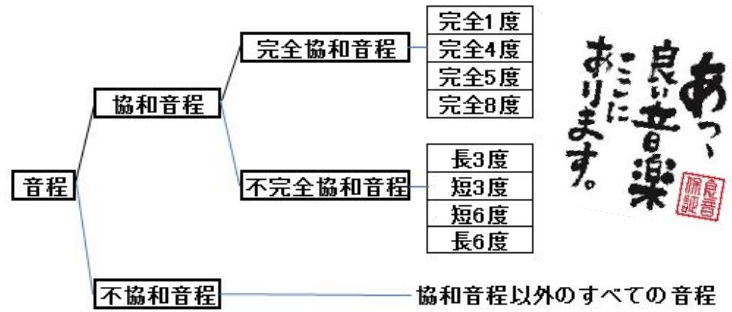 音程
協和音程
完全協和音程
完全1度
完全4度
完全5度
完全8度
不完全協和音程
長3度
短3度
短6度
長6度
不協和音程
協和音程以外のすべての音程
あっ、
良い音楽
ここに
あります。